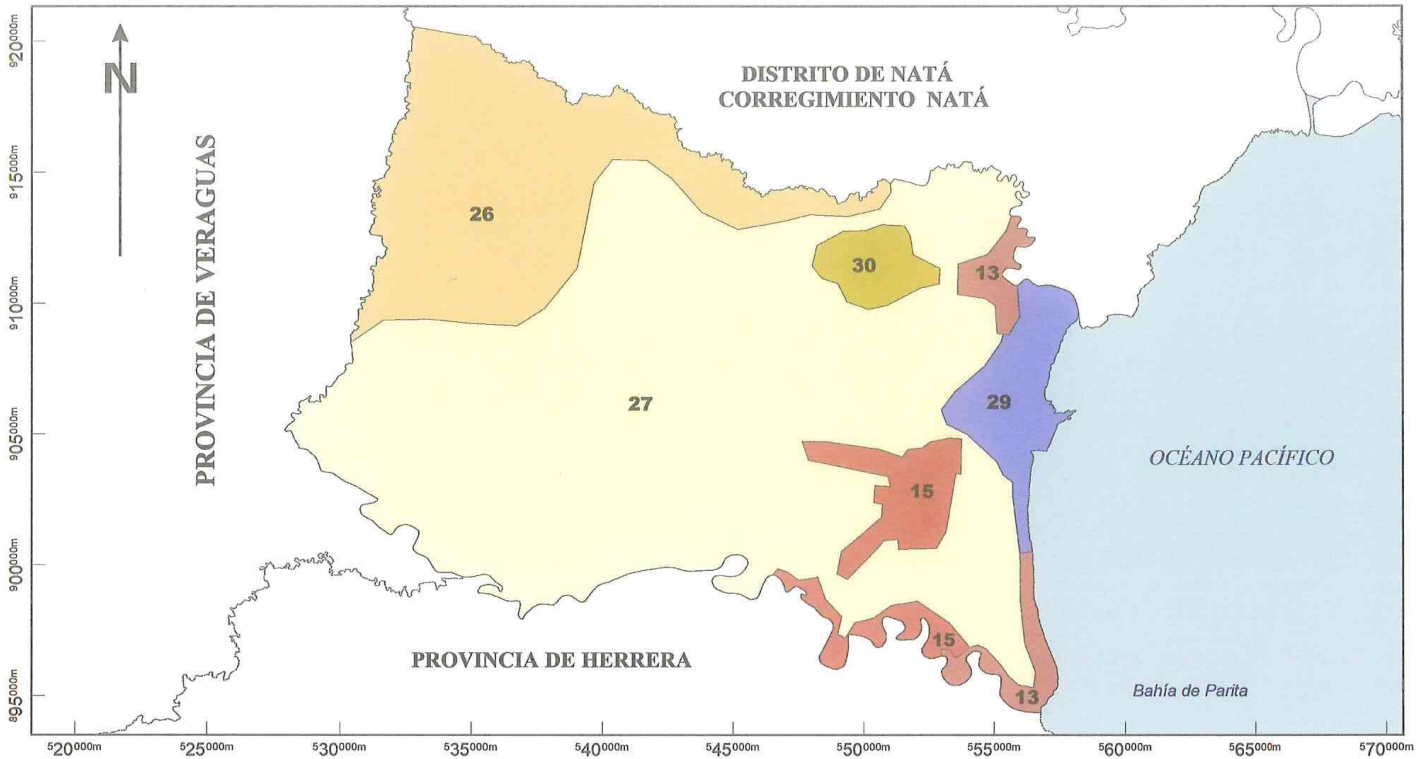 N
DISTRITO DE NATÁ
CORREGIMIENTO NATÁ
PROVINCIA DE VERAGUAS
26
30
13
27
29
OCÉANO PACÍFICO
15
15
PROVINCIA DE HERRERA
13
Bahía de Parita
920000m
915000m
910000m
905000m
900000m
895000m
520000m
525000m
530000m
535000m
540000m
545000m
550000m
555000m
560000m
565000m
570000m